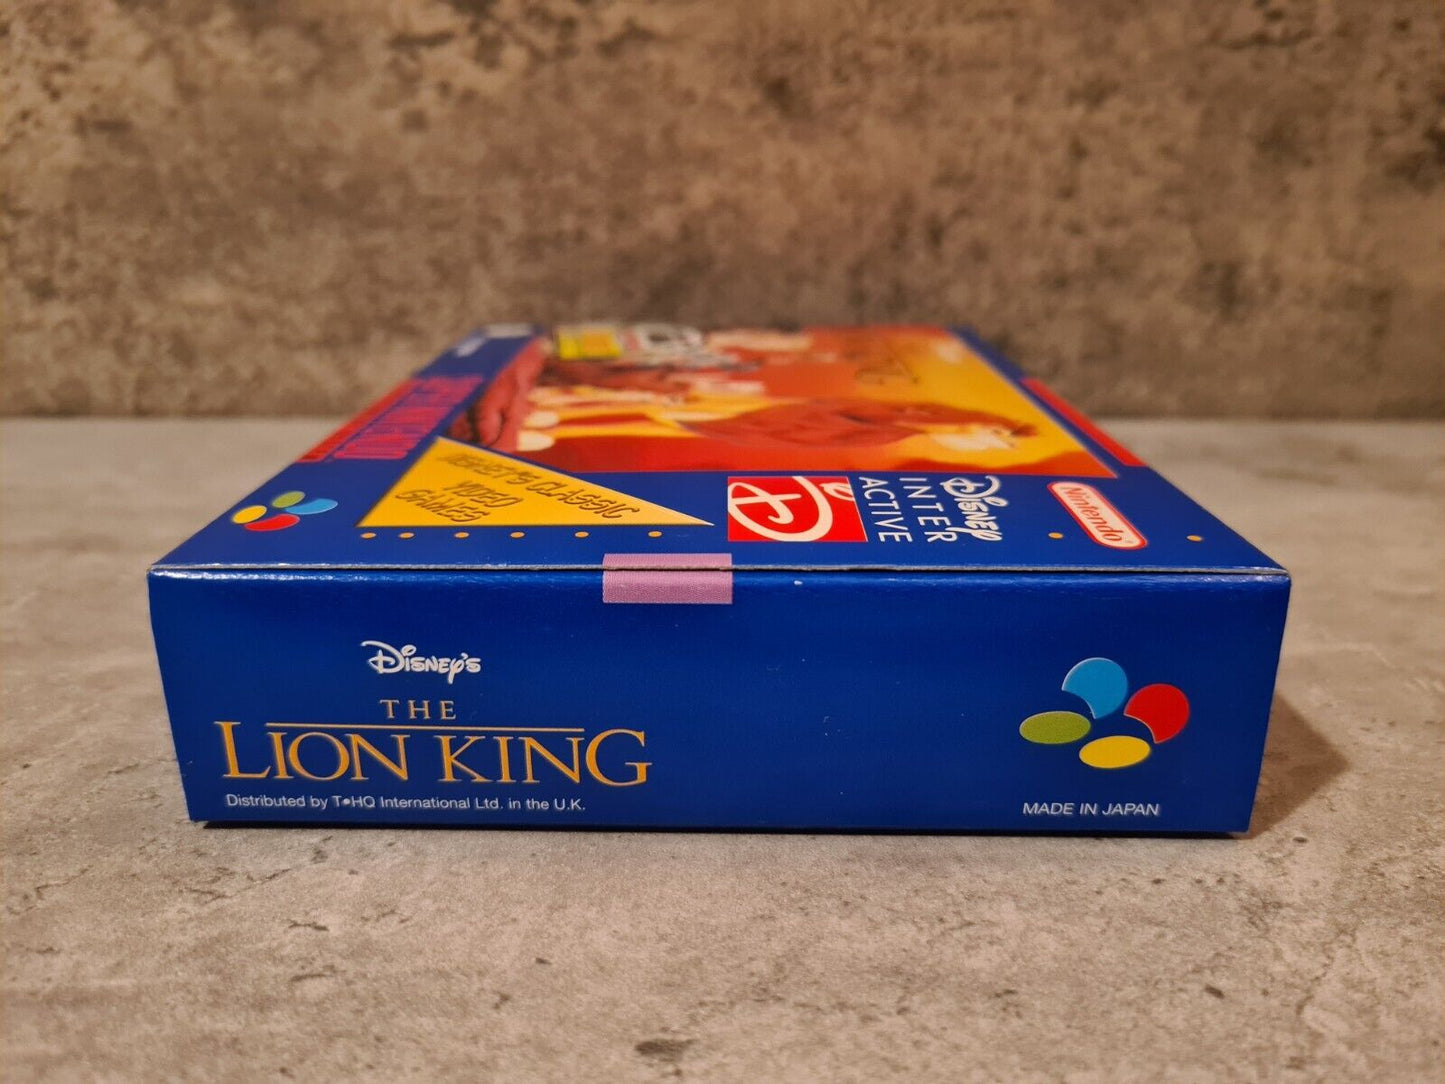 DISNEY'S CLASSIC
VIDEO
GAMES
DISNEY
INTER
ACTIVE
Nintendo
Disney's
THE
LION KING
Distributed by T•HQ International Ltd. in the U.K.
MADE IN JAPAN